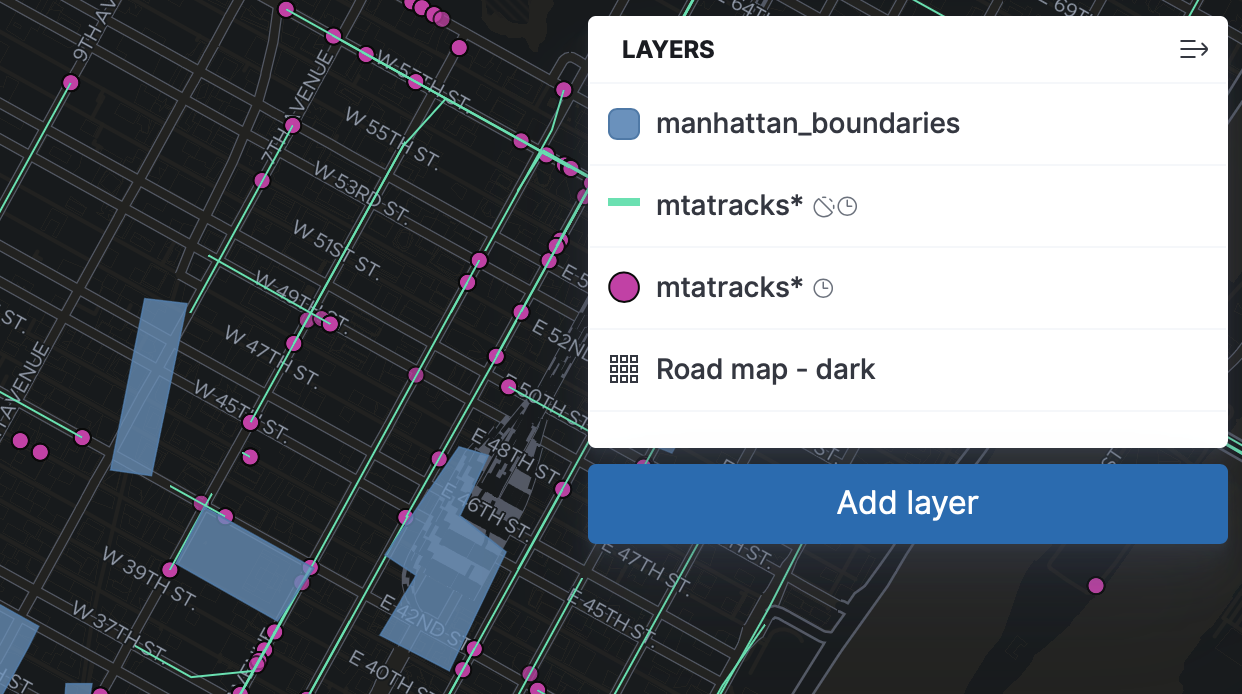 LAYERS
manhattan_boundaries
mtatracks*
mtatracks*
Road map - dark
Add layer
9TH AV
7TH AVENUE
W 57TH ST.
W 55TH ST.
W 53RD ST.
W 51ST ST.
W 49TH ST.
W 47TH ST.
W 45TH ST.
W 39TH ST.
W 37TH ST.
E 64TH
E 69TH
E 52N
E 50TH ST
E 48TH ST.
E 46TH ST.
E 47TH ST.
E 45TH ST.
E 42ND ST.
E 40TH ST.
AVENUE
ST.